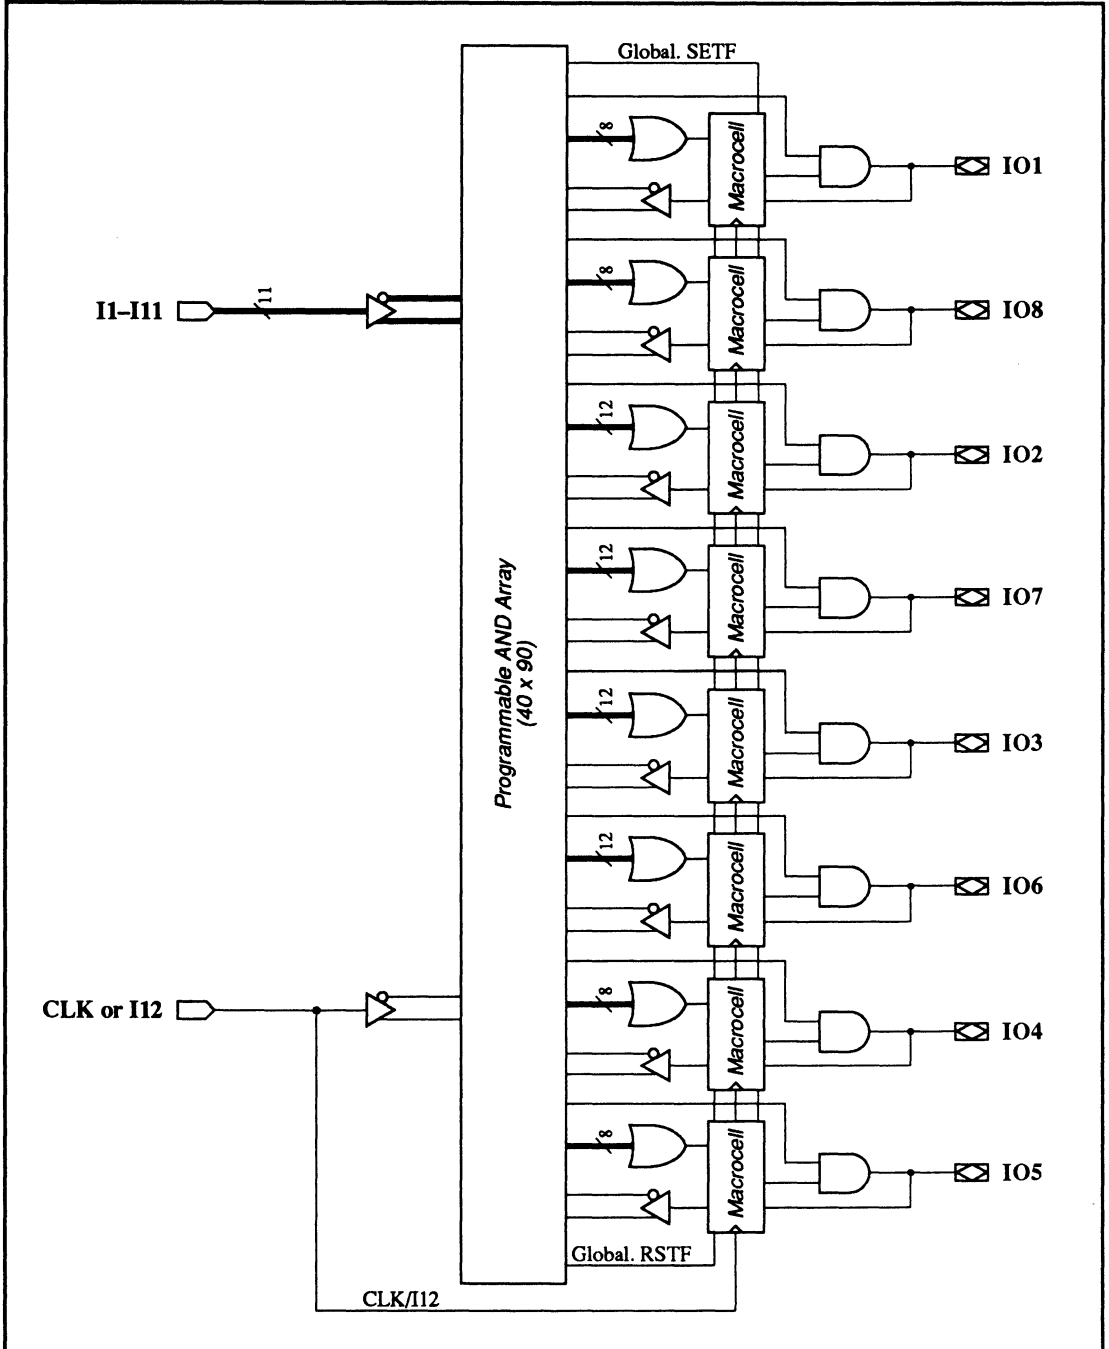 Global. SETF
8
Macrocell
IO1
8
Macrocell
IO8
I1–I11
11
12
Macrocell
IO2
12
Macrocell
IO7
Programmable AND Array
(40 x 90)
12
Macrocell
IO3
12
Macrocell
IO6
CLK or I12
8
Macrocell
IO4
8
Macrocell
IO5
Global. RSTF
CLK/I12